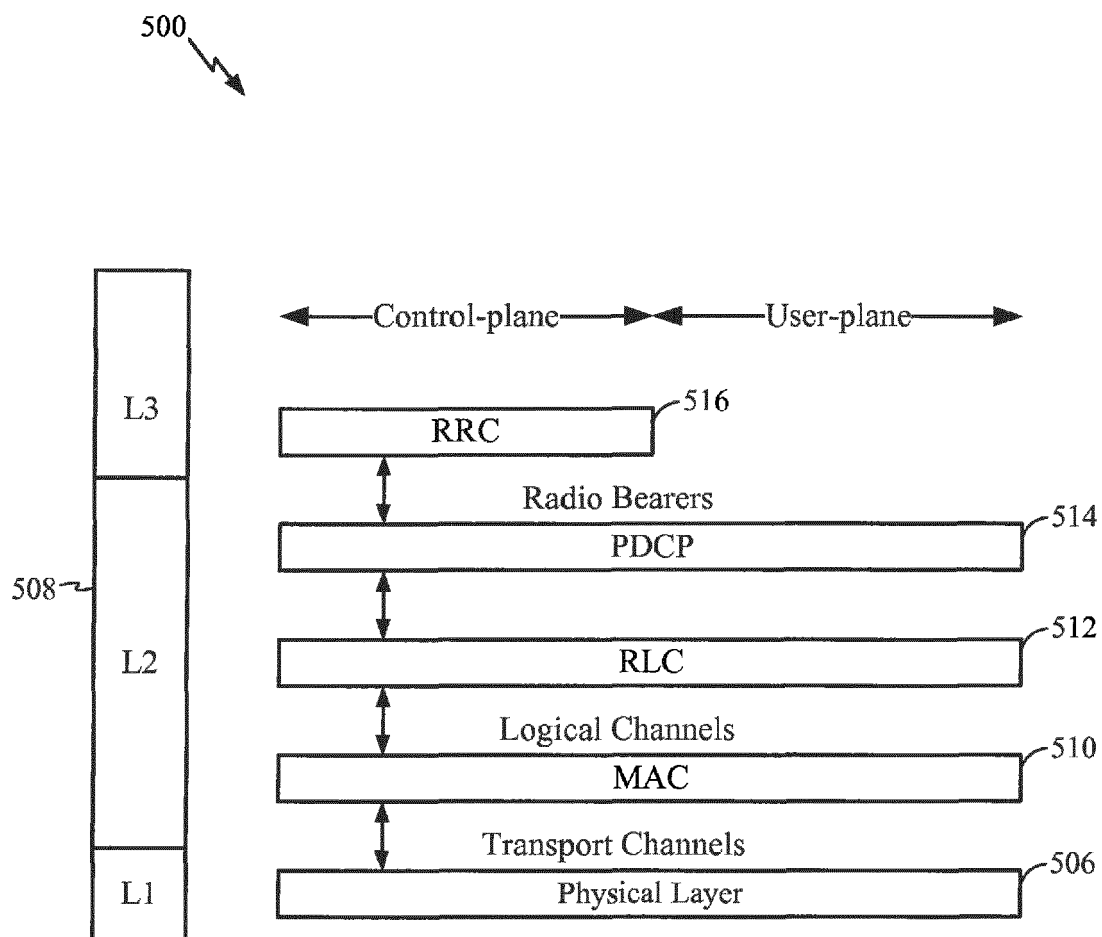 500
Control-plane User-plane
L3
RRC
516
Radio Bearers
PDCP
514
508
L2
RLC
512
Logical Channels
MAC
510
Transport Channels
L1
Physical Layer
506